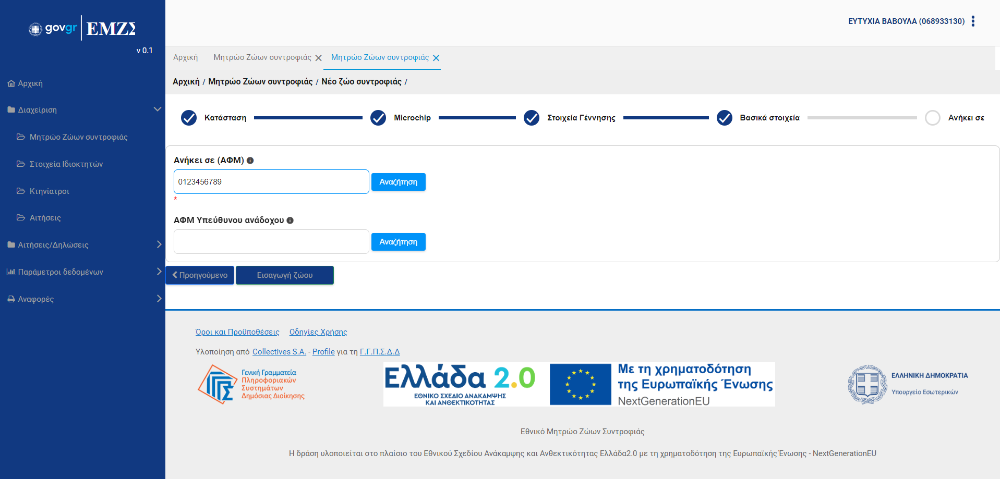 govgr ΕΜΖΣ
v 0.1
ΕΥΤΥΧΙΑ ΒΑΒΟΥΛΑ (068933130)
Αρχική
Διαχείριση
Μητρώο Ζώων συντροφιάς
Στοιχεία Ιδιοκτητών
Κτηνίατροι
Αιτήσεις
Αιτήσεις/Δηλώσεις
Παράμετροι δεδομένων
Αναφορές
Αρχική Μητρώο Ζώων συντροφιάς Μητρώο Ζώων συντροφιάς
Αρχική / Μητρώο Ζώων συντροφιάς / Νέο ζώο συντροφιάς /
Κατάσταση Microchip Στοιχεία Γέννησης Βασικά στοιχεία Ανήκει σε
Ανήκει σε (ΑΦΜ)
0123456789 Αναζήτηση
*
ΑΦΜ Υπεύθυνου ανάδοχου
Αναζήτηση
Προηγούμενο Εισαγωγή ζώου
Όροι και Προϋποθέσεις Οδηγίες Χρήσης
Υλοποίηση από Collectives S.A. - Profile για τη Γ.Γ.Π.Σ.Δ.Δ
Γενική Γραμματεία
Πληροφοριακών
Συστημάτων
Δημόσιας Διοίκησης
Ελλάδα 2.0
ΕΘΝΙΚΟ ΣΧΕΔΙΟ ΑΝΑΚΑΜΨΗΣ
ΚΑΙ ΑΝΘΕΚΤΙΚΟΤΗΤΑΣ
Με τη χρηματοδότηση
της Ευρωπαϊκής Ένωσης
NextGenerationEU
ΕΛΛΗΝΙΚΗ ΔΗΜΟΚΡΑΤΙΑ
Υπουργείο Εσωτερικών
Εθνικό Μητρώο Ζώων Συντροφιάς
Η δράση υλοποιείται στο πλαίσιο του Εθνικού Σχεδίου Ανάκαμψης και Ανθεκτικότητας Ελλάδα2.0 με τη χρηματοδότηση της Ευρωπαϊκής Ένωσης - NextGenerationEU